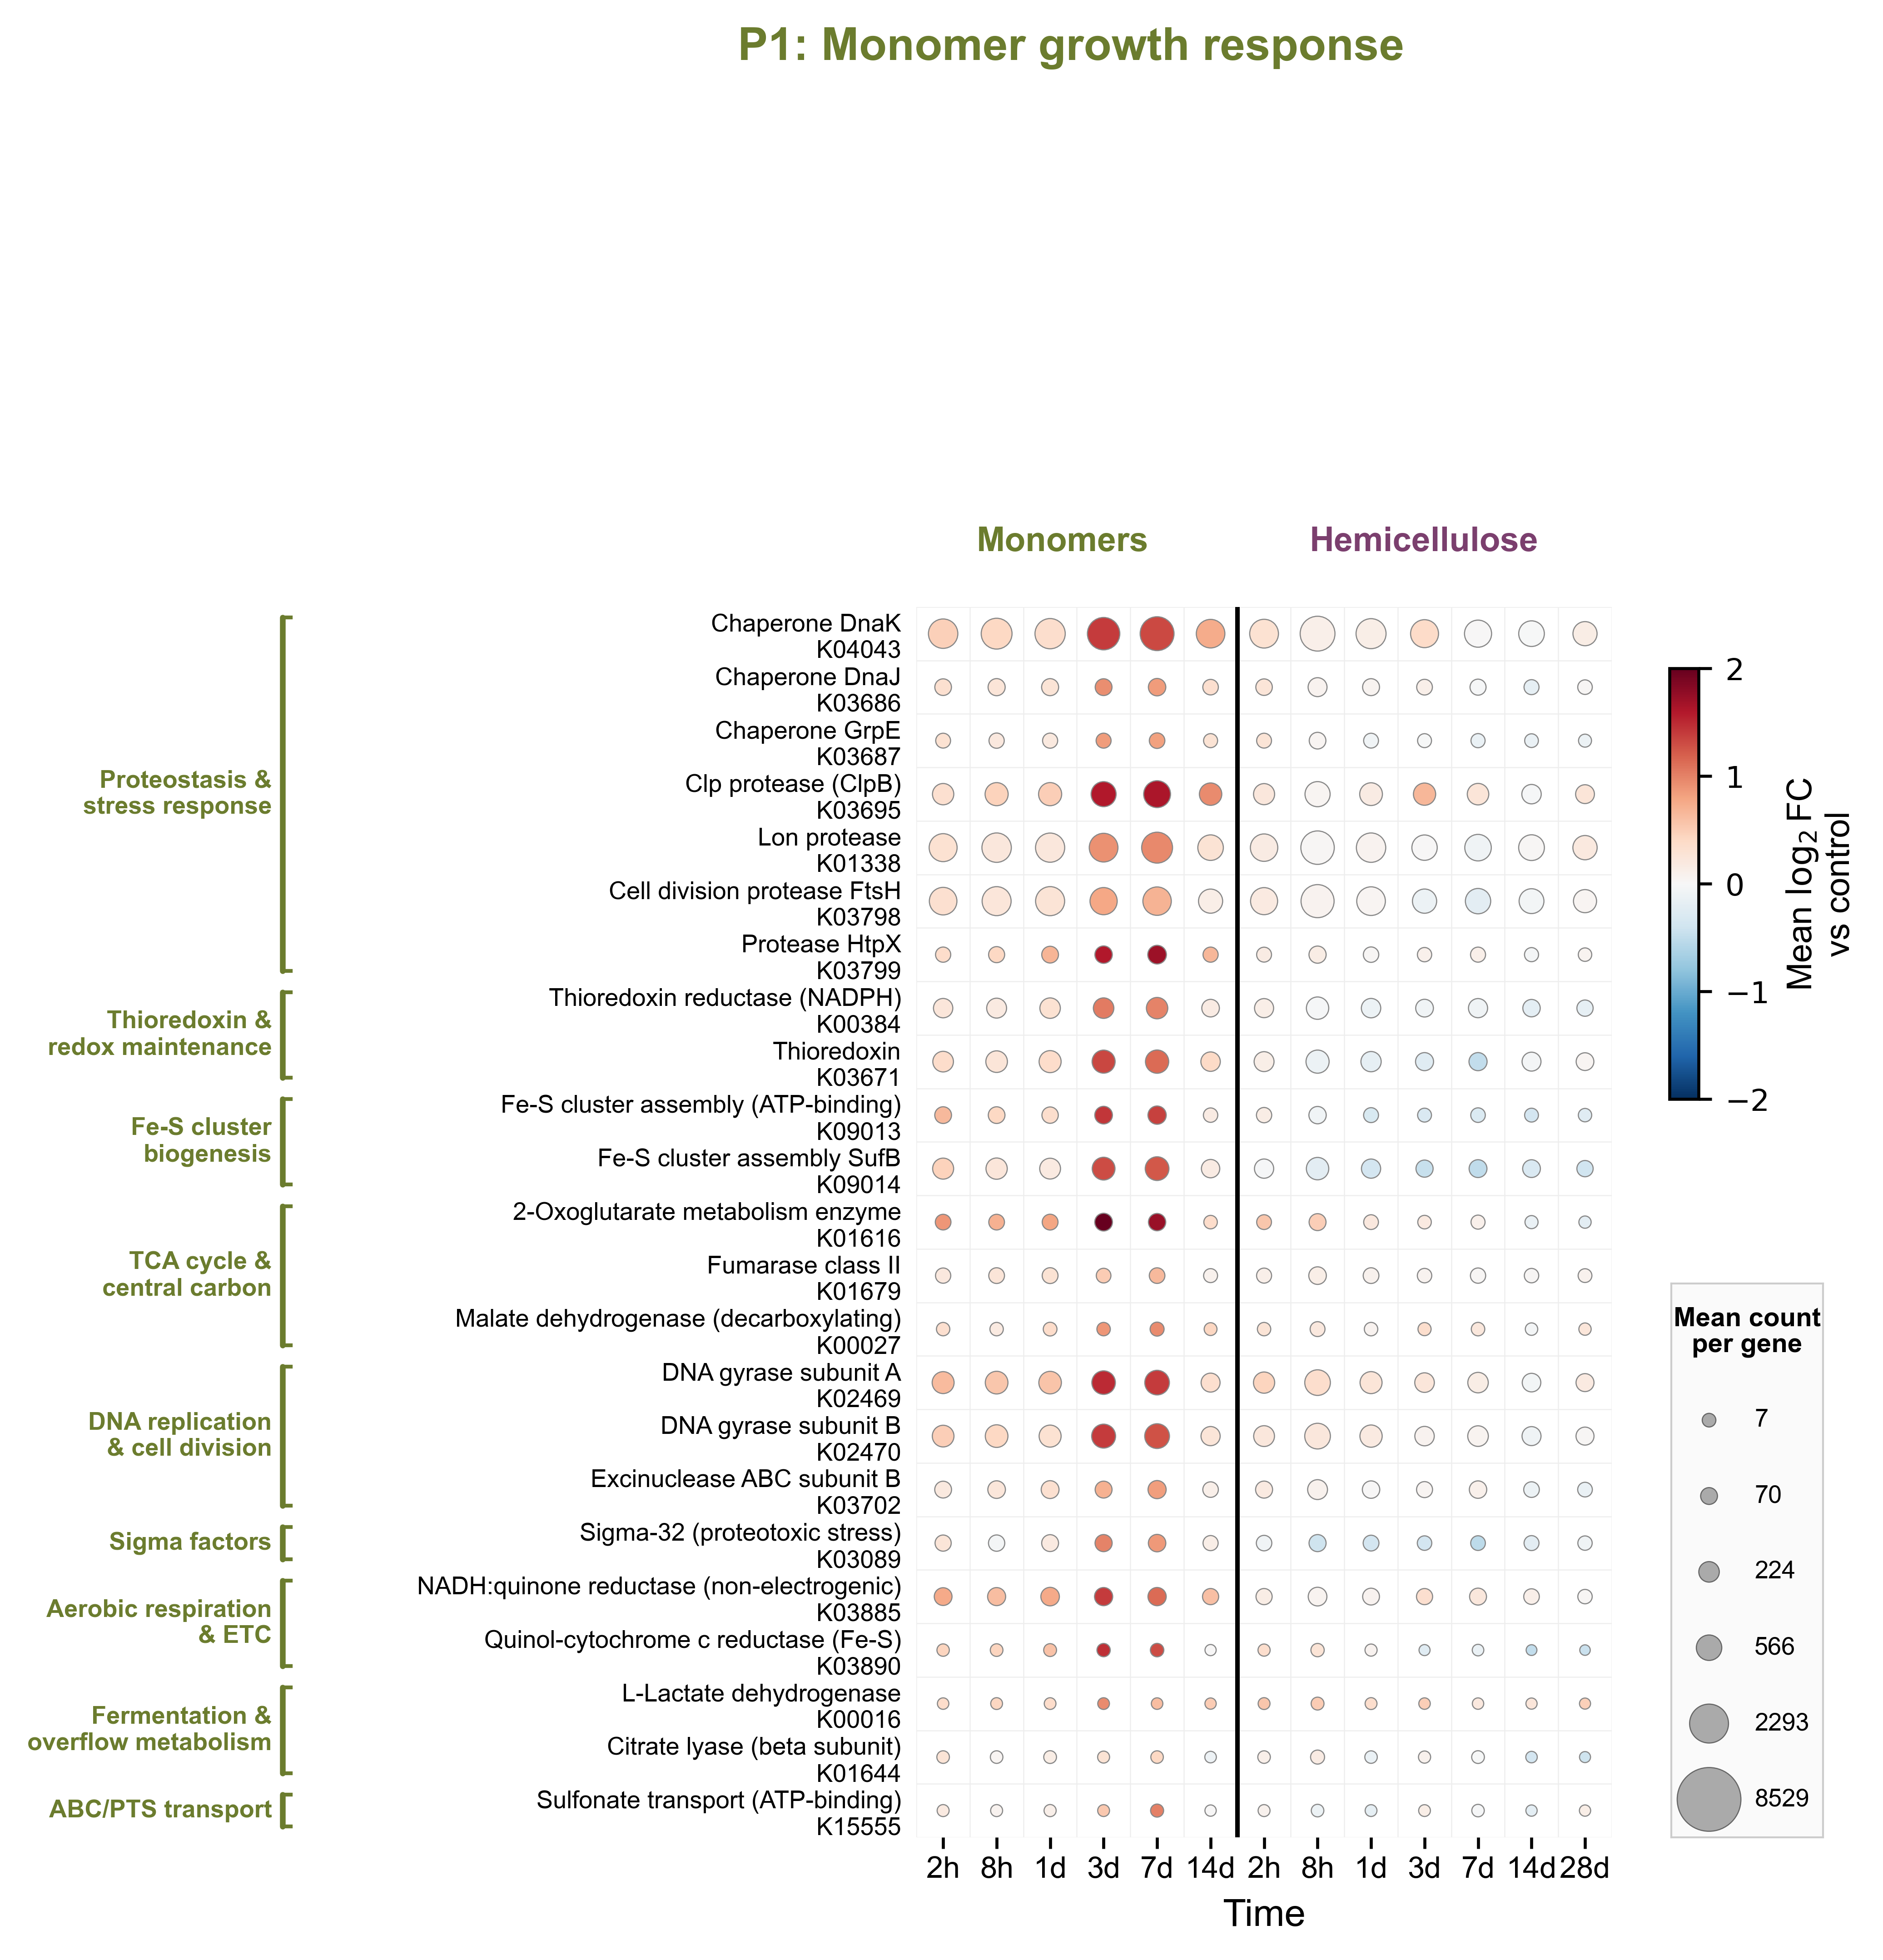 P1: Monomer growth response
Monomers
Hemicellulose
Proteostasis &
stress response
Chaperone DnaK
K04043
Chaperone DnaJ
K03686
Chaperone GrpE
K03687
Clp protease (ClpB)
K03695
Lon protease
K01338
Cell division protease FtsH
K03798
Protease HtpX
K03799
Thioredoxin &
redox maintenance
Thioredoxin reductase (NADPH)
K00384
Thioredoxin
K03671
Fe-S cluster
biogenesis
Fe-S cluster assembly (ATP-binding)
K09013
Fe-S cluster assembly SufB
K09014
TCA cycle &
central carbon
2-Oxoglutarate metabolism enzyme
K01616
Fumarase class II
K01679
Malate dehydrogenase (decarboxylating)
K00027
DNA replication
& cell division
DNA gyrase subunit A
K02469
DNA gyrase subunit B
K02470
Excinuclease ABC subunit B
K03702
Sigma factors
Sigma-32 (proteotoxic stress)
K03089
Aerobic respiration
& ETC
NADH:quinone reductase (non-electrogenic)
K03885
Quinol-cytochrome c reductase (Fe-S)
K03890
Fermentation &
overflow metabolism
L-Lactate dehydrogenase
K00016
Citrate lyase (beta subunit)
K01644
ABC/PTS transport
Sulfonate transport (ATP-binding)
K15555
2h 8h 1d 3d 7d 14d 2h 8h 1d 3d 7d 14d 28d
Time
2
1
0
−1
−2
Mean log₂ FC
vs control
Mean count
per gene
7
70
224
566
2293
8529